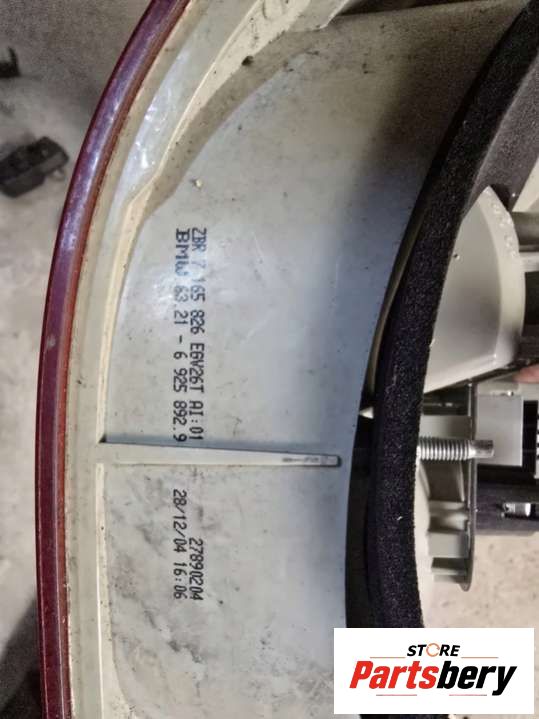 ZBR 7 165 826 EGV26T AI:01
BMW 63.21 - 6 925 892.9
27890204
28/12/04 16:06
STORE
Partsbery